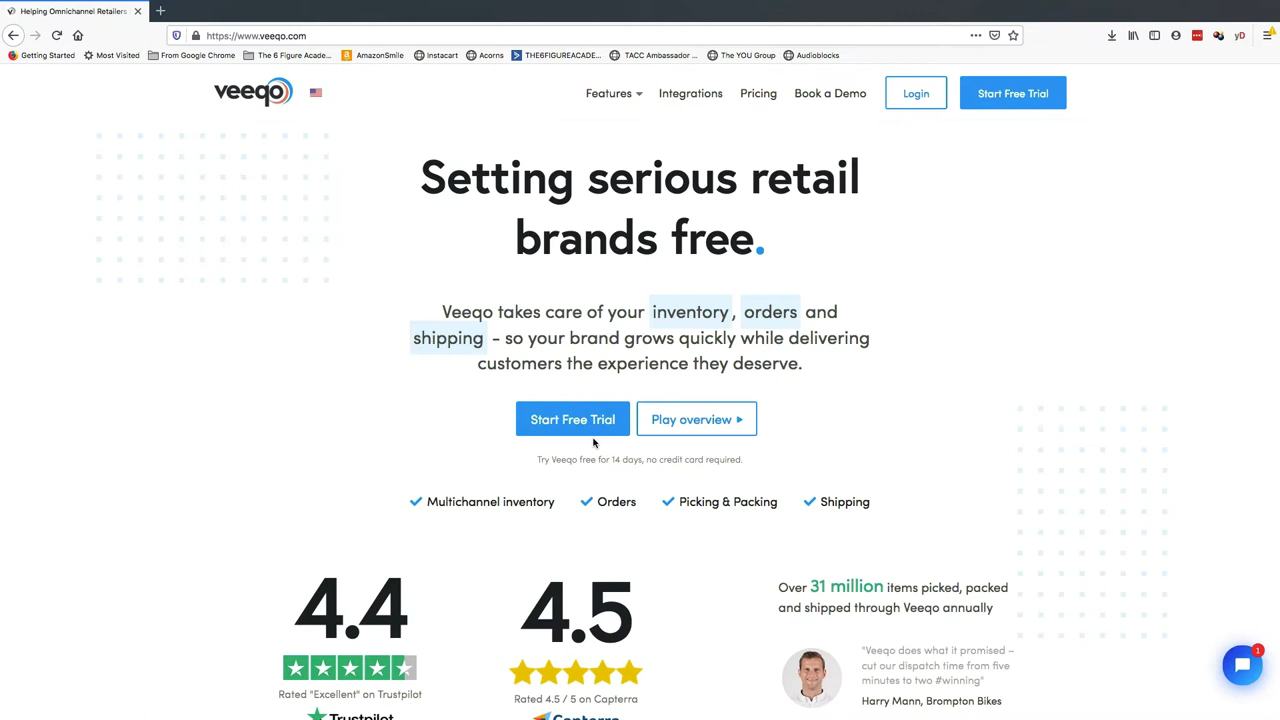 Helping Omnichannel Retailers
https://www.veeqo.com
Getting Started
Most Visited
From Google Chrome
The 6 Figure Acade...
AmazonSmile
Instacart
Acorns
THE6FIGUREACADE...
TACC Ambassador ...
The YOU Group
Audioblocks
yD
veeqo
Features
Integrations
Pricing
Book a Demo
Login
Start Free Trial
Setting serious retail
brands free.
Veeqo takes care of your inventory, orders and
shipping - so your brand grows quickly while delivering
customers the experience they deserve.
Start Free Trial
Play overview
Try Veeqo free for 14 days, no credit card required.
Multichannel inventory
Orders
Picking & Packing
Shipping
4.4
Rated "Excellent" on Trustpilot
Trustpilot
4.5
Rated 4.5 / 5 on Capterra
Capterra
Over 31 million items picked, packed
and shipped through Veeqo annually
"Veeqo does what it promised –
cut our dispatch time from five
minutes to two #winning"
Harry Mann, Brompton Bikes
1